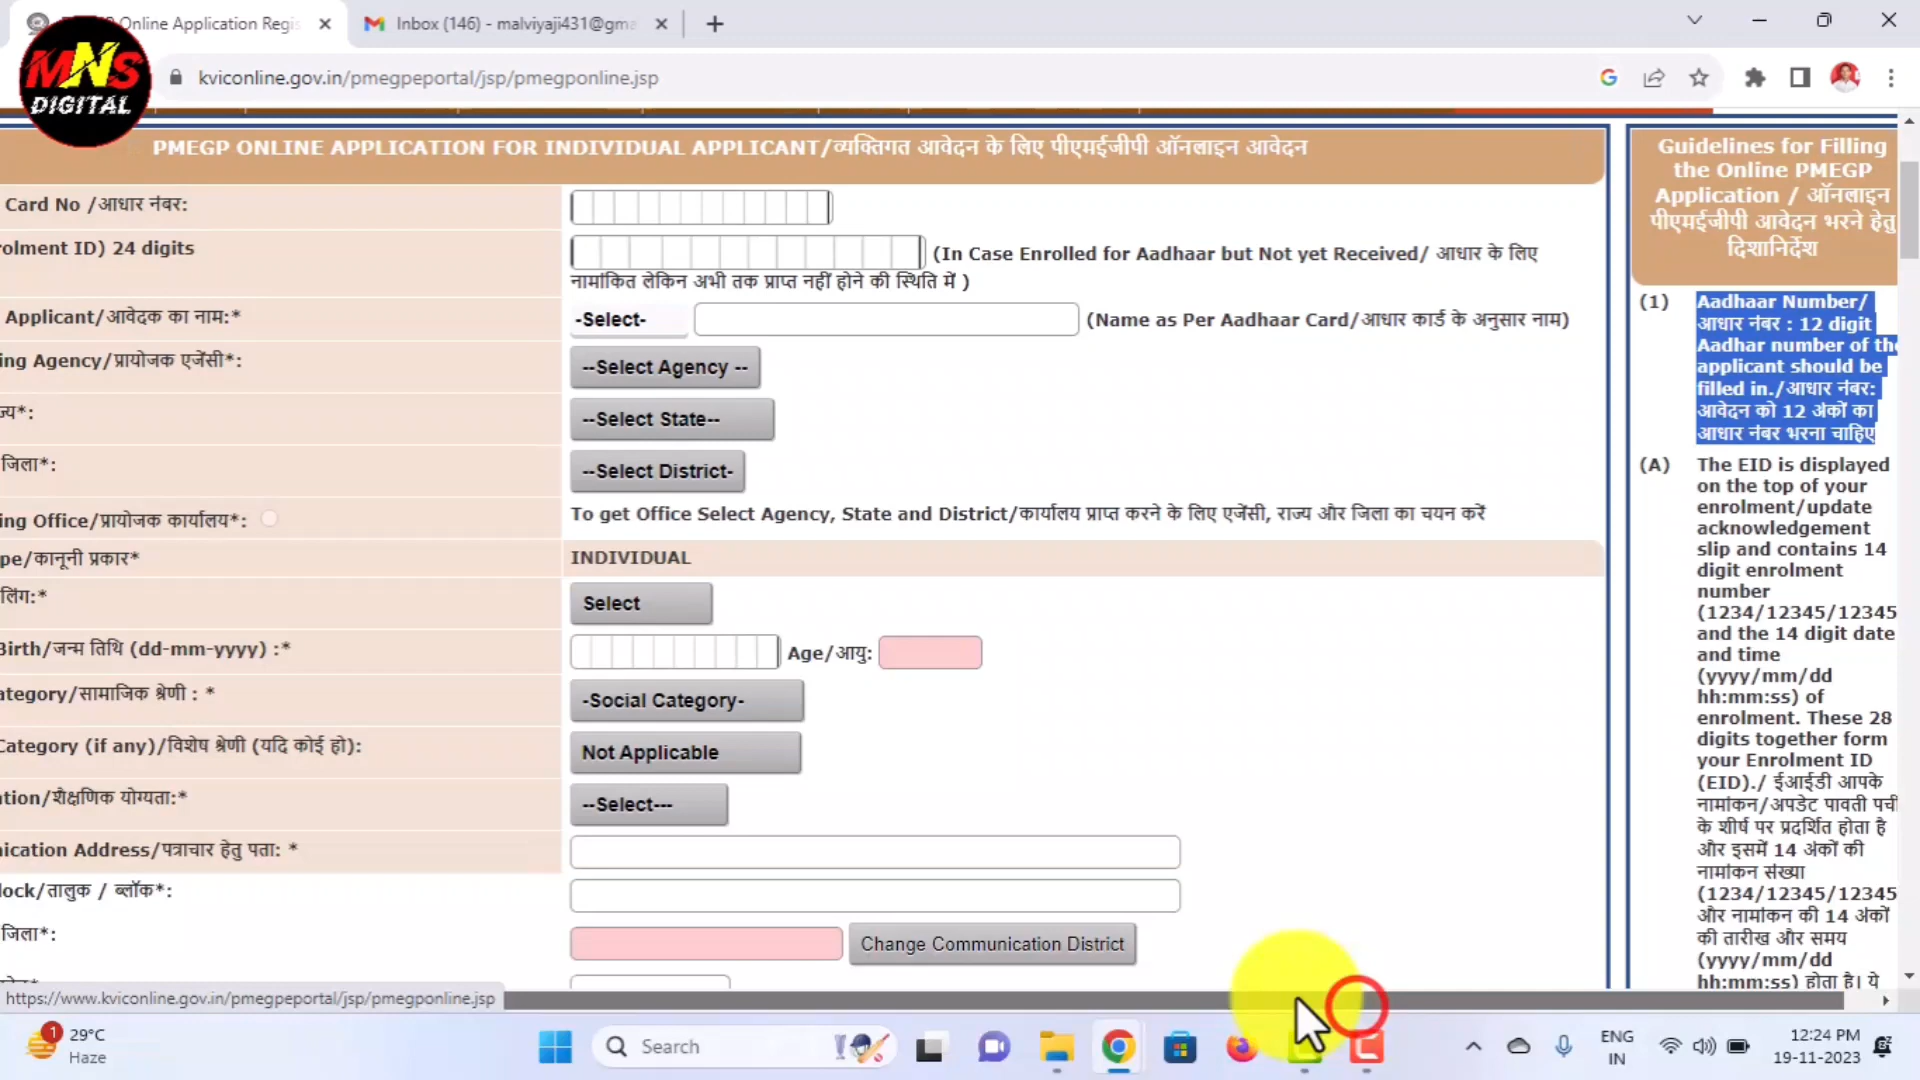 Online Application Regis
Inbox (146) - malviyaji431@gma
MNS
DIGITAL
kviconline.gov.in/pmegpeportal/jsp/pmegponline.jsp
PMEGP ONLINE APPLICATION FOR INDIVIDUAL APPLICANT/व्यक्तिगत आवेदन के लिए पीएमईजीपी ऑनलाइन आवेदन
Card No /आधार नंबर:
rolment ID) 24 digits
(In Case Enrolled for Aadhaar but Not yet Received/ आधार के लिए
नामांकित लेकिन अभी तक प्राप्त नहीं होने की स्थिति में )
Applicant/आवेदक का नाम:*
-Select-
(Name as Per Aadhaar Card/आधार कार्ड के अनुसार नाम)
ing Agency/प्रायोजक एजेंसी*:
--Select Agency --
ज्य*:
--Select State--
जिला*:
--Select District-
ing Office/प्रायोजक कार्यालय*:
To get Office Select Agency, State and District/कार्यालय प्राप्त करने के लिए एजेंसी, राज्य और जिला का चयन करें
pe/कानूनी प्रकार*
INDIVIDUAL
लिंग:*
Select
Birth/जन्म तिथि (dd-mm-yyyy) :*
Age/आयु:
ategory/सामाजिक श्रेणी : *
-Social Category-
Category (if any)/विशेष श्रेणी (यदि कोई हो):
Not Applicable
ation/शैक्षणिक योग्यता:*
--Select---
nication Address/पत्राचार हेतु पता: *
lock/तालुक / ब्लॉक*:
जिला*:
Change Communication District
Guidelines for Filling
the Online PMEGP
Application / ऑनलाइन
पीएमईजीपी आवेदन भरने हेतु
दिशानिर्देश
(1) Aadhaar Number/
आधार नंबर : 12 digit
Aadhar number of the
applicant should be
filled in./आधार नंबर:
आवेदन को 12 अंकों का
आधार नंबर भरना चाहिए
(A) The EID is displayed
on the top of your
enrolment/update
acknowledgement
slip and contains 14
digit enrolment
number
(1234/12345/12345
and the 14 digit date
and time
(yyyy/mm/dd
hh:mm:ss) of
enrolment. These 28
digits together form
your Enrolment ID
(EID)./ ईआईडी आपके
नामांकन/अपडेट पावती पर्ची
के शीर्ष पर प्रदर्शित होता है
और इसमें 14 अंकों की
नामांकन संख्या
(1234/12345/12345
और नामांकन की 14 अंकों
की तारीख और समय
(yyyy/mm/dd
hh:mm:ss) होता है। ये
https://www.kviconline.gov.in/pmegpeportal/jsp/pmegponline.jsp
1
29°C
Haze
Search
ENG
IN
12:24 PM
19-11-2023